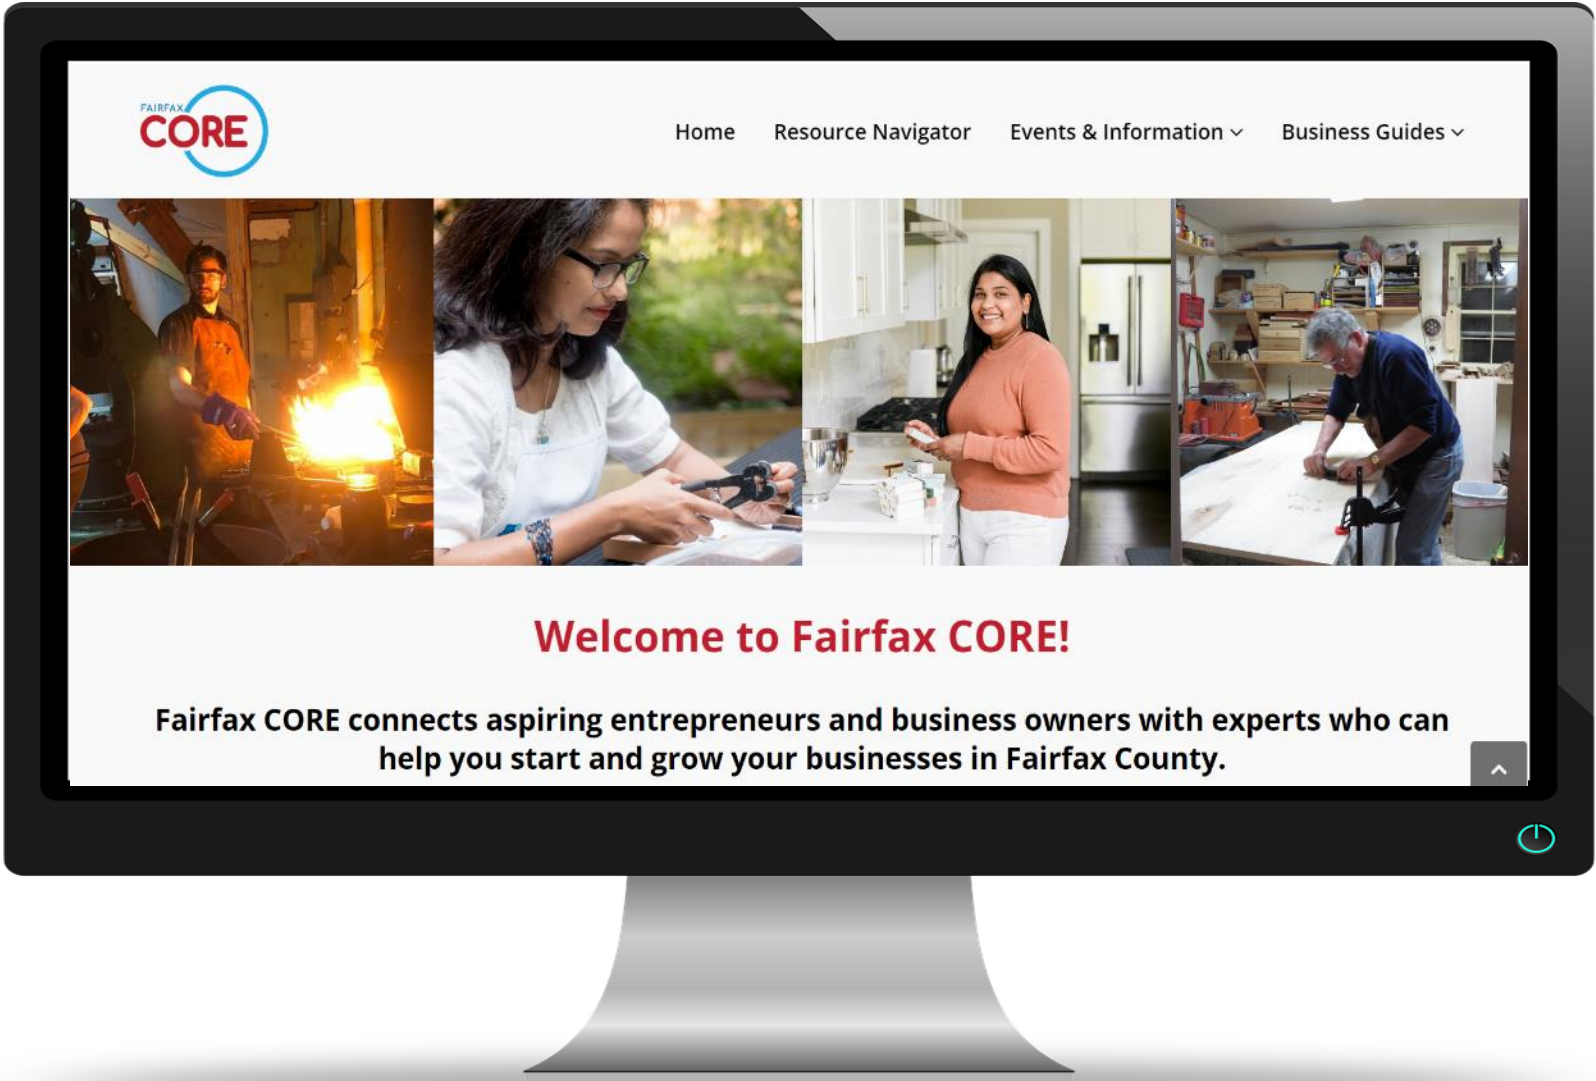 FAIRFAX
CORE
Home Resource Navigator Events & Information Business Guides
Welcome to Fairfax CORE!
Fairfax CORE connects aspiring entrepreneurs and business owners with experts who can
help you start and grow your businesses in Fairfax County.